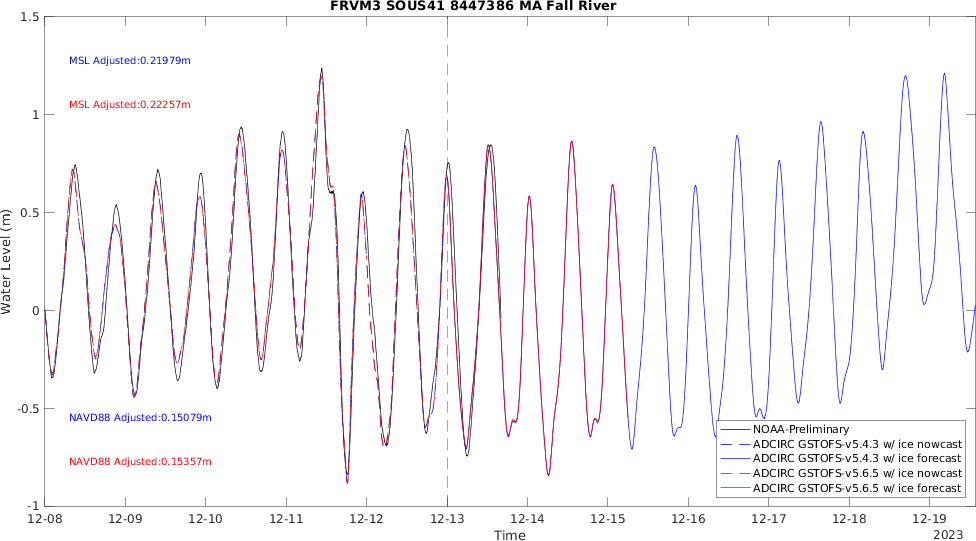 FRVM3 SOUS41 8447386 MA Fall River
1.5
1
0.5
0
-0.5
-1
Water Level (m)
MSL Adjusted:0.21979m
MSL Adjusted:0.22257m
NAVD88 Adjusted:0.15079m
NAVD88 Adjusted:0.15357m
NOAA-Preliminary
ADCIRC GSTOFS-v5.4.3 w/ ice nowcast
ADCIRC GSTOFS-v5.4.3 w/ ice forecast
ADCIRC GSTOFS-v5.6.5 w/ ice nowcast
ADCIRC GSTOFS-v5.6.5 w/ ice forecast
12-08 12-09 12-10 12-11 12-12 12-13 12-14 12-15 12-16 12-17 12-18 12-19
Time
2023